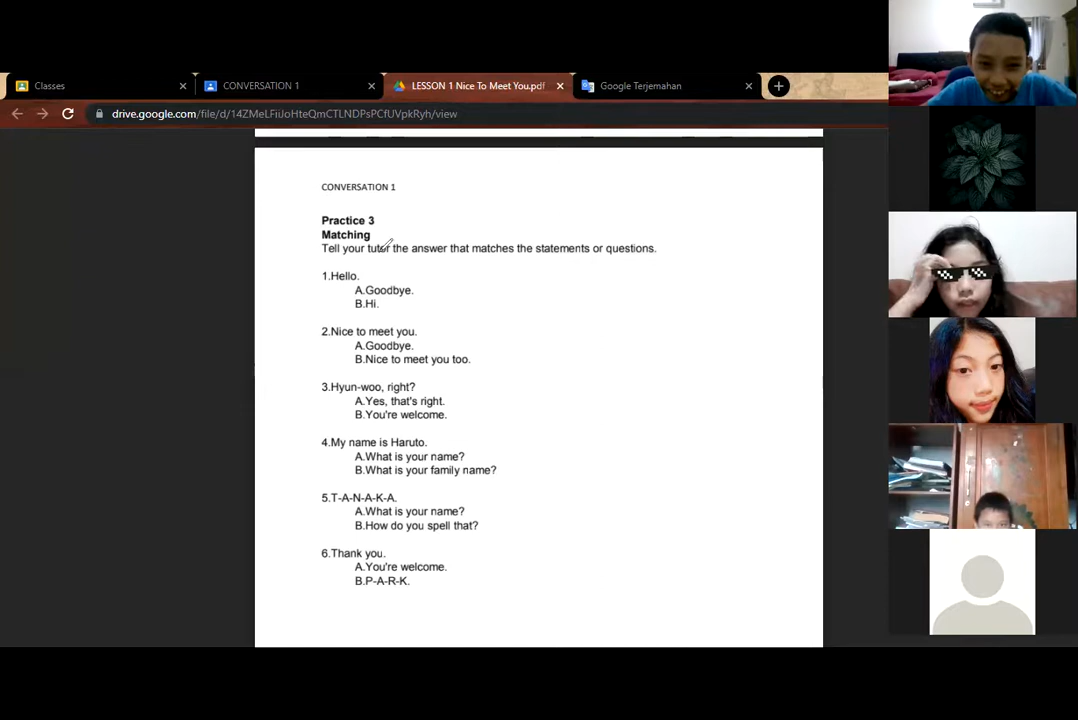 Classes
CONVERSATION 1
LESSON 1 Nice To Meet You.pdf
Google Terjemahan
drive.google.com/file/d/14ZMeLFiiJoHteQmCTLNDPsPCfUVpkRyh/view
CONVERSATION 1
Practice 3
Matching
Tell your tutor the answer that matches the statements or questions.
1.Hello.
A.Goodbye.
B.Hi.
2.Nice to meet you.
A.Goodbye.
B.Nice to meet you too.
3.Hyun-woo, right?
A.Yes, that's right.
B.You're welcome.
4.My name is Haruto.
A.What is your name?
B.What is your family name?
5.T-A-N-A-K-A.
A.What is your name?
B.How do you spell that?
6.Thank you.
A.You're welcome.
B.P-A-R-K.